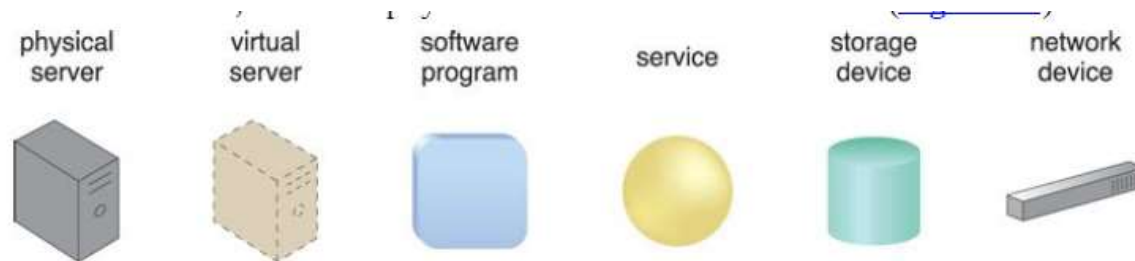 physical server
virtual server
software program
service
storage device
network device